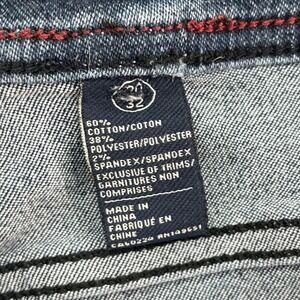 32
60%
COTTON/COTON
38%
POLYESTER/POLYESTER
2%
SPANDEX/SPANDEX
EXCLUSIVE OF TRIMS/
GARNITURES NON
COMPRISES
MADE IN
CHINA
FABRIQUÉ EN
CHINE